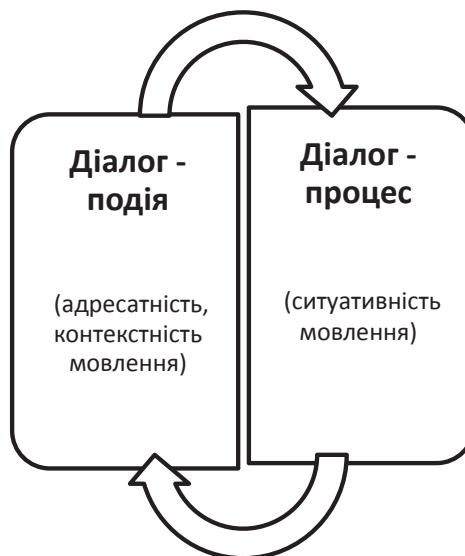 Діалог -
подія
(адресатність,
контекстність
мовлення)
Діалог -
процес
(ситуативність
мовлення)